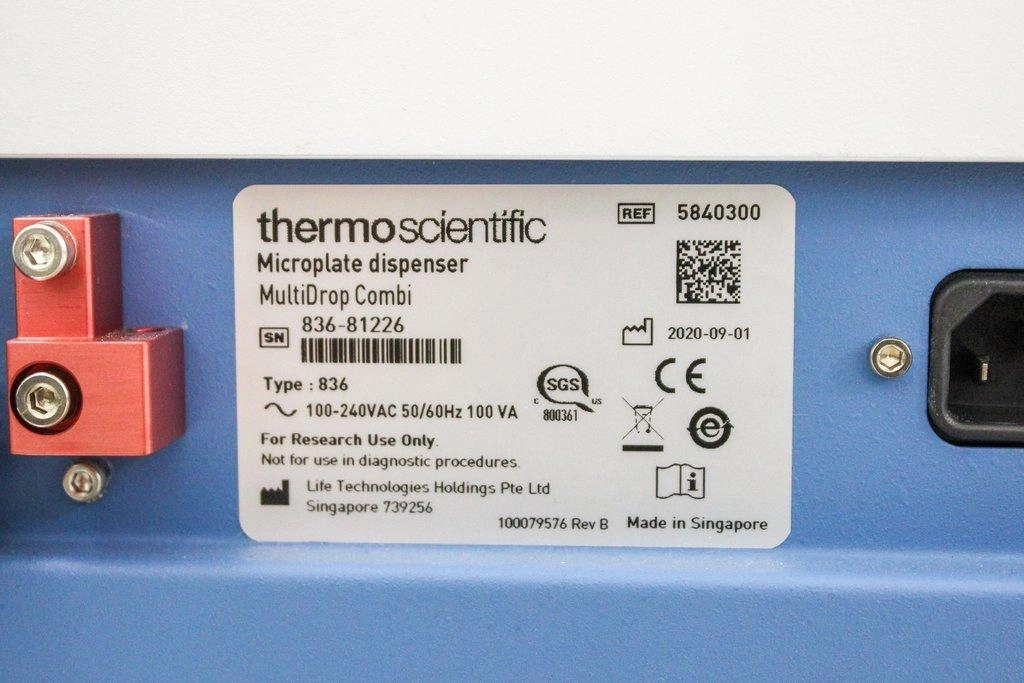 thermo scientific
Microplate dispenser
MultiDrop Combi
SN 836-81226
Type : 836
100-240VAC 50/60Hz 100 VA
For Research Use Only.
Not for use in diagnostic procedures.
Life Technologies Holdings Pte Ltd
Singapore 739256
REF 5840300
2020-09-01
CE
SGS
C US
800361
e
i
100079576 Rev B
Made in Singapore